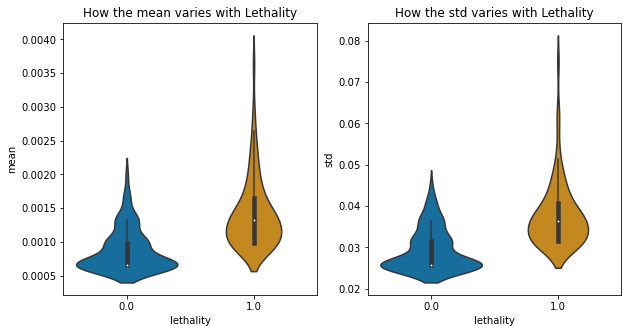 How the mean varies with Lethality
mean
0.0040
0.0035
0.0030
0.0025
0.0020
0.0015
0.0010
0.0005
0.0 1.0
lethality
How the std varies with Lethality
std
0.08
0.07
0.06
0.05
0.04
0.03
0.02
0.0 1.0
lethality